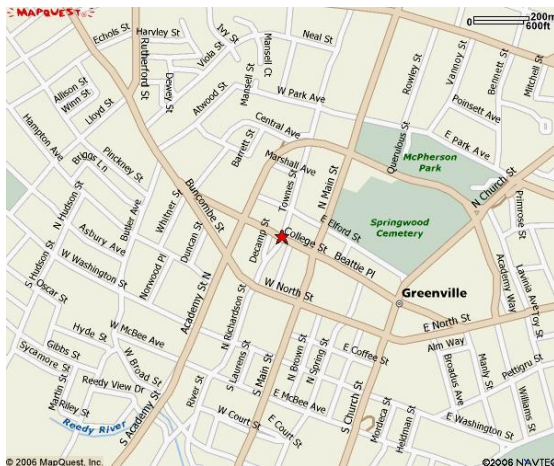 MAPQUEST
200m
600ft
0
Echols St
Harvley St
Ivy St
Mansell Ct
Neal St
Rutherford St
Viola St
Dewey St
Atwood St
Mansell St
W Park Ave
Rowley St
Vannoy St
Bennett St
Mitchell St
Allison St
Winn St
Lloyd St
Central Ave
Poinsett Ave
Hampton Ave
Briggs Ln
Pinckney St
Barrett St
Marshall Ave
Querulous St
E Park Ave
McPherson Park
N Hudson St
Butler Ave
Whitner St
Buncombe St
Townes St
N Main St
N Church St
Primrose St
Asbury Ave
Duncan St
Decamp St
E Elford St
Springwood Cemetery
College St
S Hudson St
W Washington St
Norwood Pl
Beattie Pl
Lavinia Ave
Toy St
Oscar St
Academy St N
W North St
Greenville
Academy Way
Hyde St
W McBee Ave
N Richardson St
E North St
Gibbs St
Sycamore St
W Broad St
E Coffee St
Alm Way
Reedy View Dr
S Laurens St
S Main St
N Brown St
N Spring St
Broadus Ave
Manly St
Pettigru St
Martin St
Riley St
River St
E McBee Ave
S Church St
Williams St
Reedy River
S Academy St
W Court St
E Court St
Mordeca St
Heldman St
E Washington St
© 2006 MapQuest, Inc.
©2006 NAVTEQ